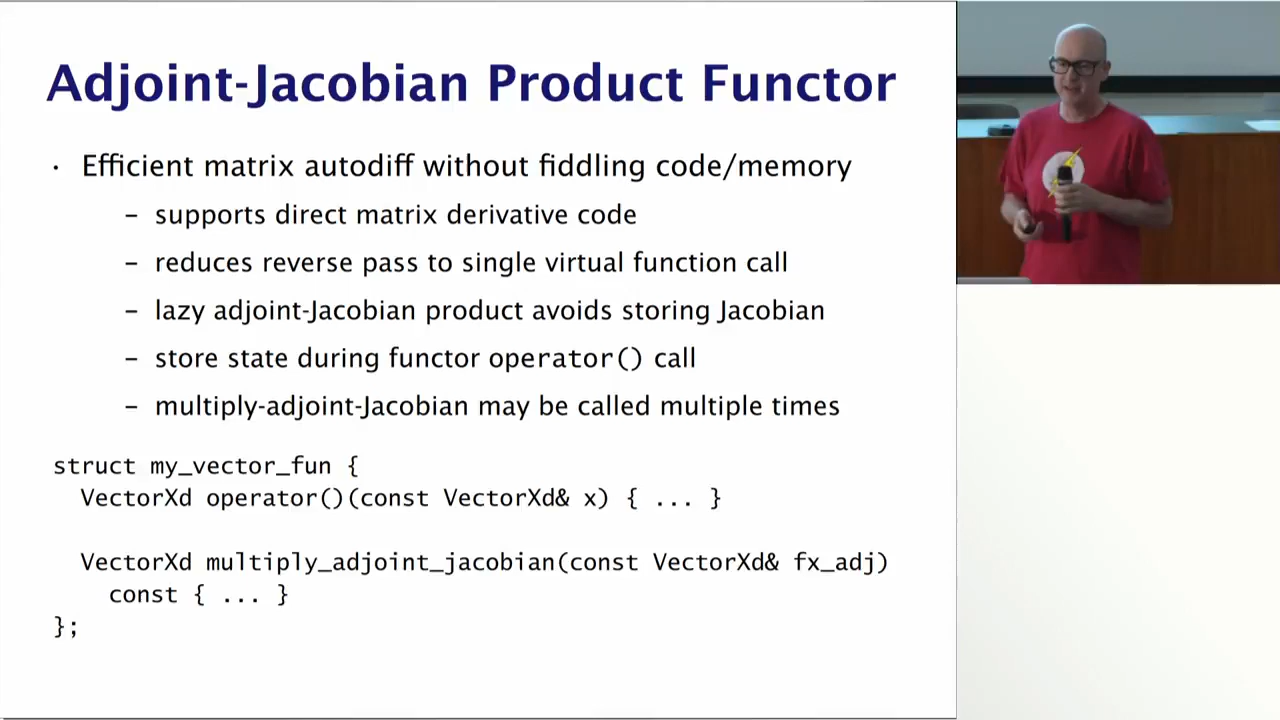 Adjoint-Jacobian Product Functor
· Efficient matrix autodiff without fiddling code/memory
– supports direct matrix derivative code
– reduces reverse pass to single virtual function call
– lazy adjoint-Jacobian product avoids storing Jacobian
– store state during functor operator() call
– multiply-adjoint-Jacobian may be called multiple times
struct my_vector_fun {
VectorXd operator()(const VectorXd& x) { ... }
VectorXd multiply_adjoint_jacobian(const VectorXd& fx_adj)
const { ... }
};